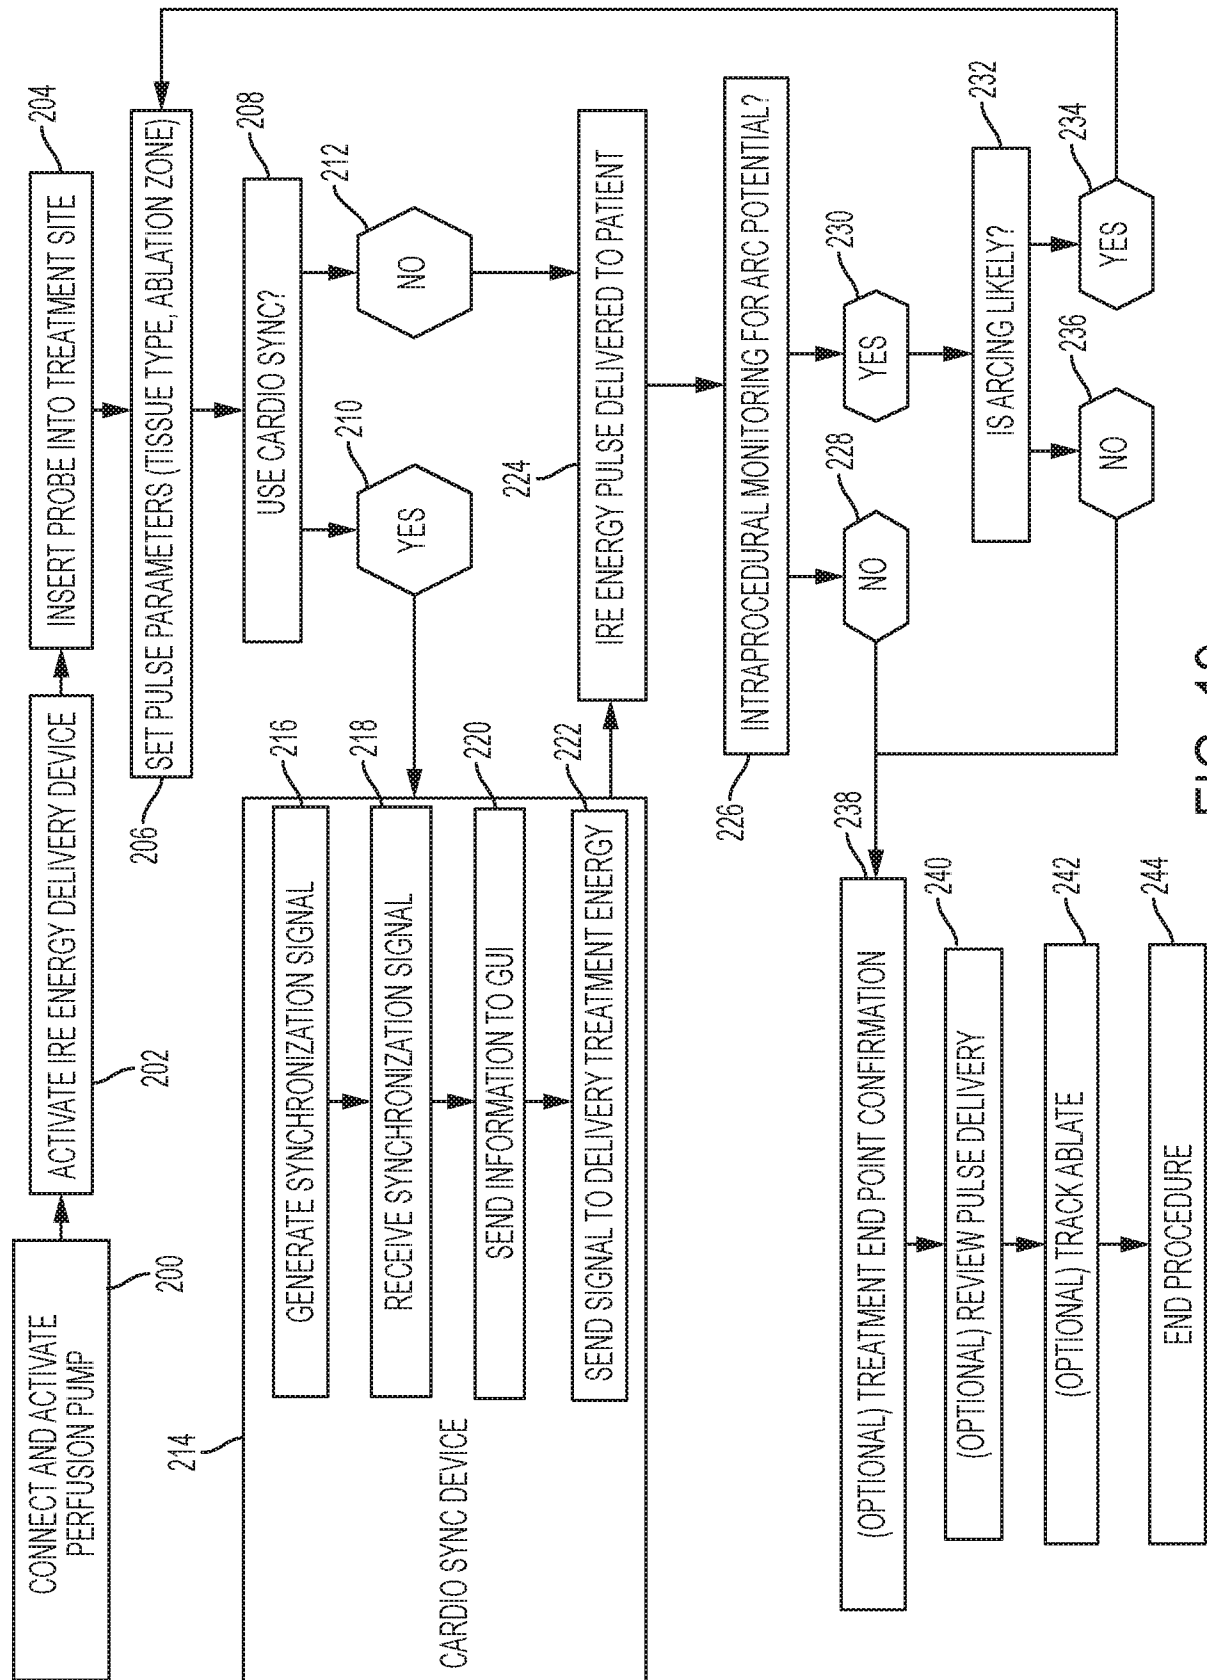 CONNECT AND ACTIVATE
PERFUSION PUMP
200
ACTIVATE IRE ENERGY DELIVERY DEVICE
202
INSERT PROBE INTO TREATMENT SITE
204
SET PULSE PARAMETERS (TISSUE TYPE, ABLATION ZONE)
206
USE CARDIO SYNC?
208
YES
210
NO
212
214
CARDIO SYNC DEVICE
GENERATE SYNCHRONIZATION SIGNAL
216
RECEIVE SYNCHRONIZATION SIGNAL
218
SEND INFORMATION TO GUI
220
SEND SIGNAL TO DELIVERY TREATMENT ENERGY
222
IRE ENERGY PULSE DELIVERED TO PATIENT
224
INTRAPROCEDURAL MONITORING FOR ARC POTENTIAL?
226
NO
228
YES
230
IS ARCING LIKELY?
232
NO
236
YES
234
(OPTIONAL) TREATMENT END POINT CONFIRMATION
238
(OPTIONAL) REVIEW PULSE DELIVERY
240
(OPTIONAL) TRACK ABLATE
242
END PROCEDURE
244